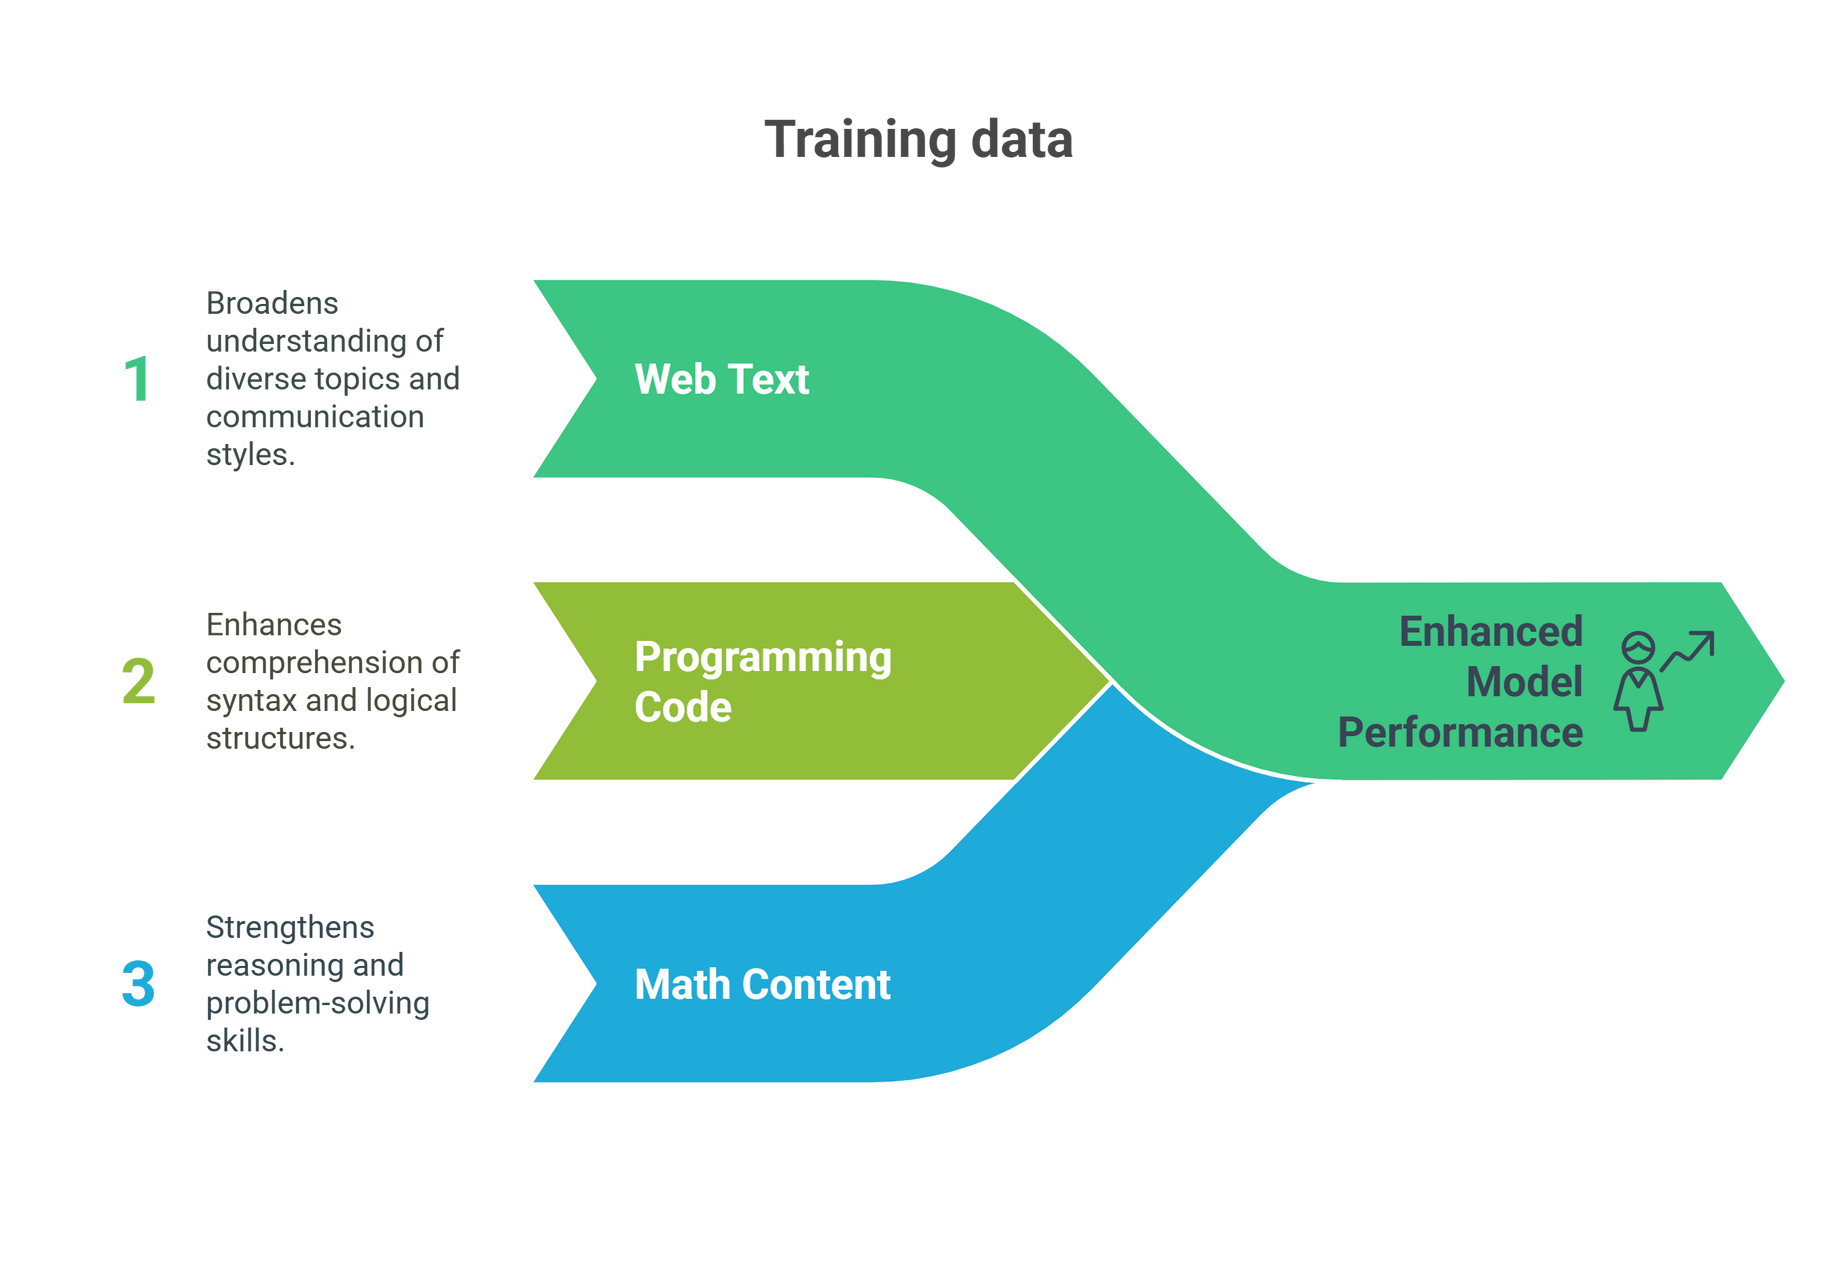 Training data
1
Broadens
understanding of
diverse topics and
communication
styles.
Web Text
2
Enhances
comprehension of
syntax and logical
structures.
Programming
Code
Enhanced
Model
Performance
3
Strengthens
reasoning and
problem-solving
skills.
Math Content